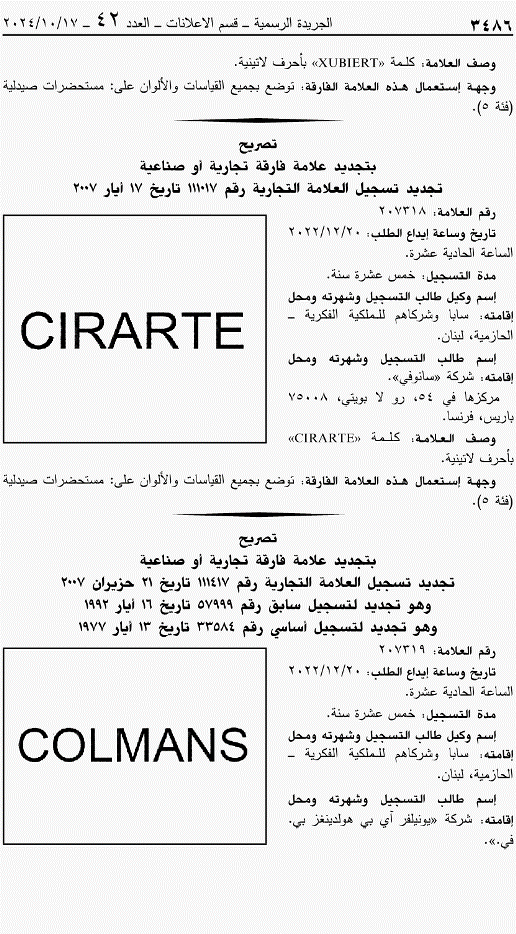 ٣٤٨٦ الجريدة الرسمية ــ قسم الاعلانات ــ العدد ٤٢ ــ ٢٠٢٤/١٠/١٧
وصف العلامة: كلمة «XUBIERT» بأحرف لاتينية.
وجهة إستعمال هذه العلامة الفارقة: توضع بجميع القياسات والألوان على: مستحضرات صيدلية
(فئة ٥).
تصريح
بتجديد علامة فارقة تجارية أو صناعية
تجديد تسجيل العلامة التجارية رقم ١١١٠١٧ تاريخ ١٧ أيار ٢٠٠٧
رقم العلامة: ٢٠٧٣١٨
تاريخ وساعة إيداع الطلب: ٢٠٢٢/١٢/٢٠
الساعة الحادية عشرة.
مدة التسجيل: خمس عشرة سنة.
إسم وكيل طالب التسجيل وشهرته ومحل
إقامته: سابا وشركاهم للملكية الفكرية ــ
الحازمية، لبنان.
إسم طالب التسجيل وشهرته ومحل
إقامته: شركة «سانوفي».
مركزها في ٥٤، رو لا بويتي، ٧٥٠٠٨
باريس، فرنسا.
وصف العلامة: كلمة «CIRARTE»
بأحرف لاتينية.
CIRARTE
وجهة إستعمال هذه العلامة الفارقة: توضع بجميع القياسات والألوان على: مستحضرات صيدلية
(فئة ٥).
تصريح
بتجديد علامة فارقة تجارية أو صناعية
تجديد تسجيل العلامة التجارية رقم ١١١٤١٧ تاريخ ٢١ حزيران ٢٠٠٧
وهو تجديد لتسجيل سابق رقم ٥٧٩٩٩ تاريخ ١٦ أيار ١٩٩٢
وهو تجديد لتسجيل أساسي رقم ٣٣٥٨٤ تاريخ ١٣ أيار ١٩٧٧
رقم العلامة: ٢٠٧٣١٩
تاريخ وساعة إيداع الطلب: ٢٠٢٢/١٢/٢٠
الساعة الحادية عشرة.
مدة التسجيل: خمس عشرة سنة.
إسم وكيل طالب التسجيل وشهرته ومحل
إقامته: سابا وشركاهم للملكية الفكرية ــ
الحازمية، لبنان.
إسم طالب التسجيل وشهرته ومحل
إقامته: شركة «يونيلفر آي بي هولدينغز بي.
في.».
COLMANS